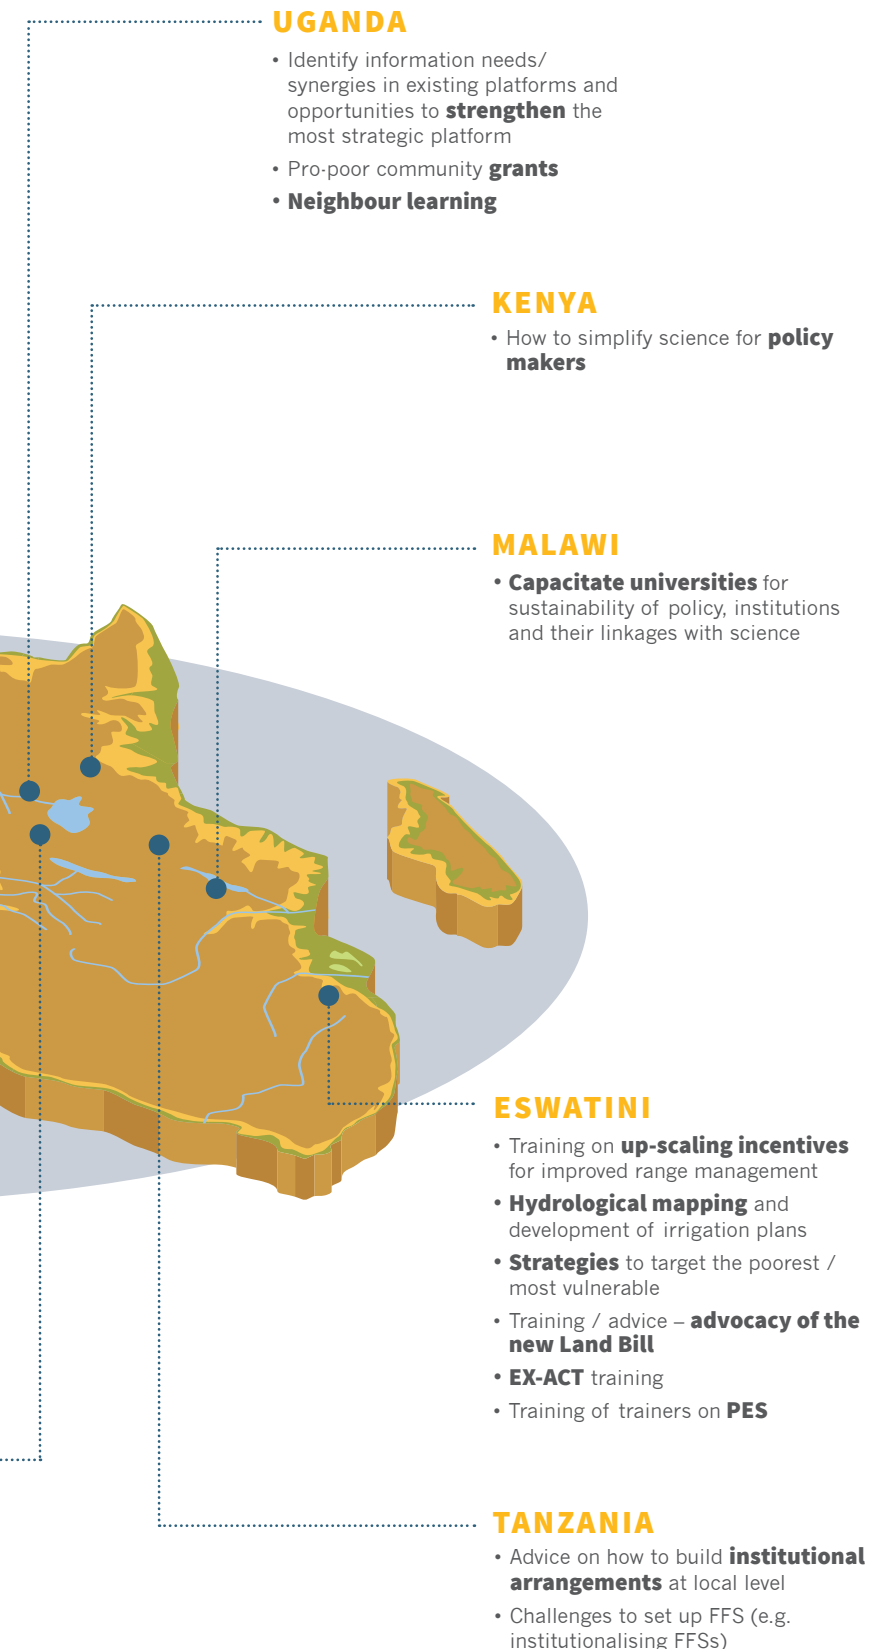 UGANDA
• Identify information needs/
synergies in existing platforms and
opportunities to strengthen the
most strategic platform
• Pro-poor community grants
• Neighbour learning
KENYA
• How to simplify science for policy
makers
MALAWI
• Capacitate universities for
sustainability of policy, institutions
and their linkages with science
ESWATINI
• Training on up-scaling incentives
for improved range management
• Hydrological mapping and
development of irrigation plans
• Strategies to target the poorest /
most vulnerable
• Training / advice – advocacy of the
new Land Bill
• EX-ACT training
• Training of trainers on PES
TANZANIA
• Advice on how to build institutional
arrangements at local level
• Challenges to set up FFS (e.g.
institutionalising FFSs)